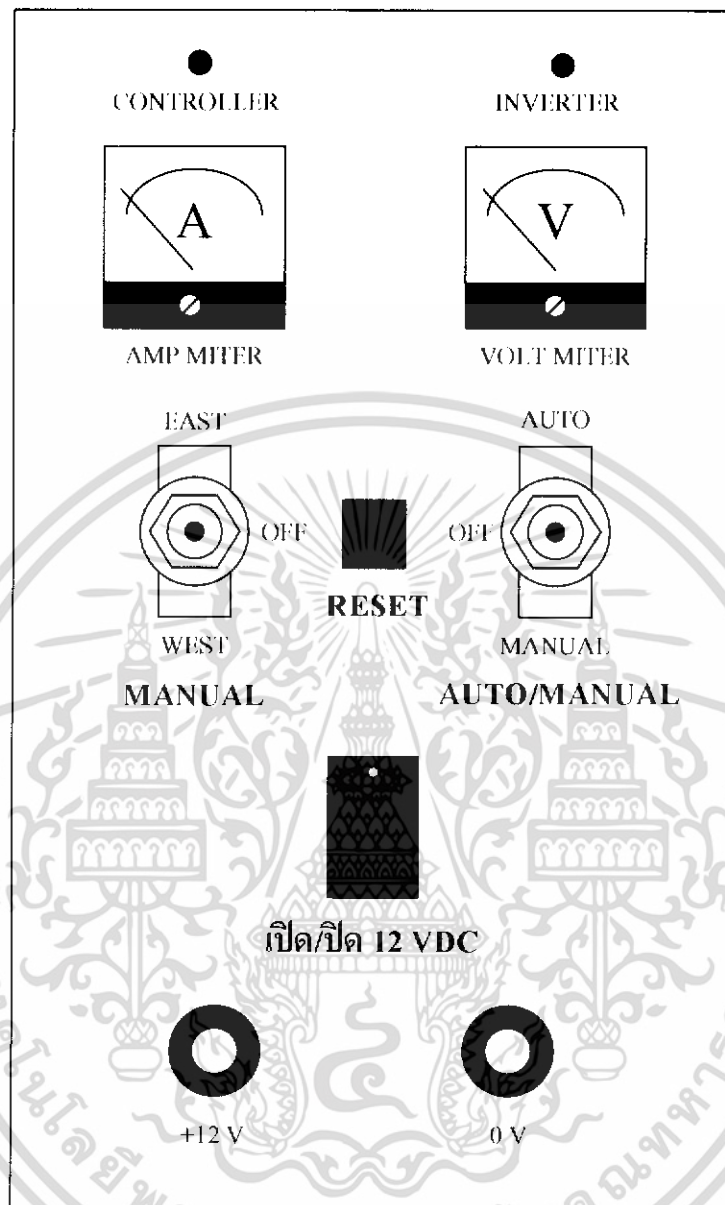 CONTROLLER INVERTER
A V
AMP MITER VOLT MITER
EAST AUTO
OFF OFF
RESET
WEST MANUAL
MANUAL AUTO/MANUAL
เปิด/ปิด 12 VDC
+12 V 0 V